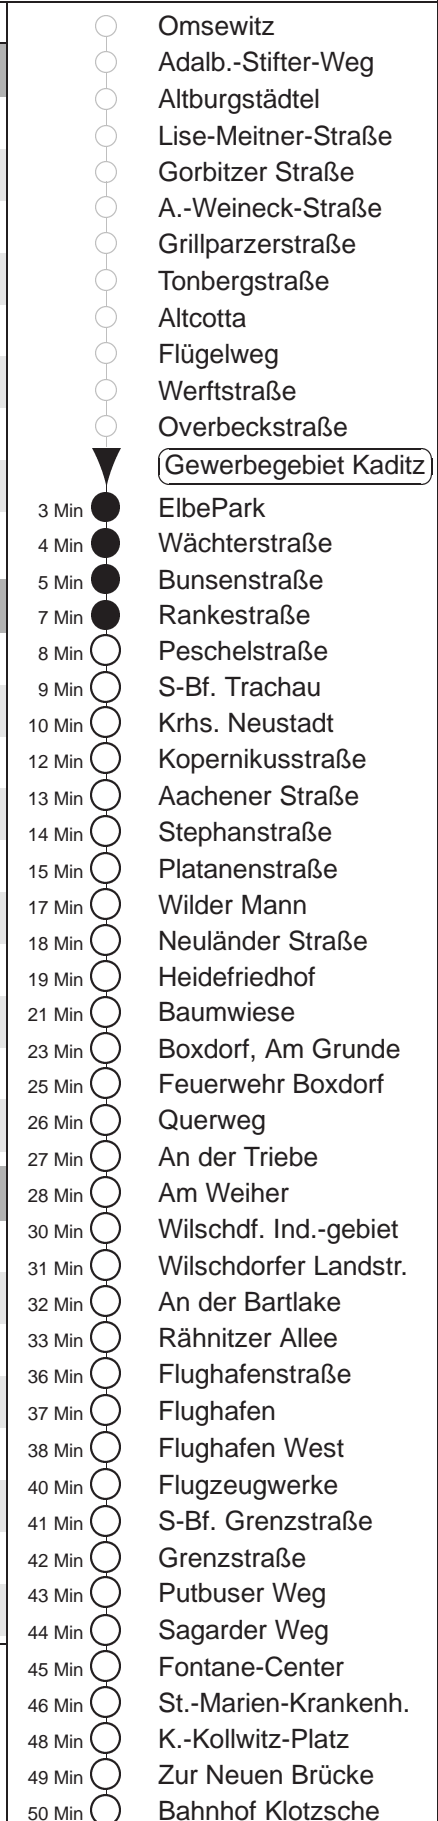 Omsewitz
Adalb.-Stifter-Weg
Altburgstädtel
Lise-Meitner-Straße
Gorbitzer Straße
A.-Weineck-Straße
Grillparzerstraße
Tonbergstraße
Altcotta
Flügelweg
Werftstraße
Overbeckstraße
Gewerbegebiet Kaditz
3 Min ElbePark
4 Min Wächterstraße
5 Min Bunsenstraße
7 Min Rankestraße
8 Min Peschelstraße
9 Min S-Bf. Trachau
10 Min Krhs. Neustadt
12 Min Kopernikusstraße
13 Min Aachener Straße
14 Min Stephanstraße
15 Min Platanenstraße
17 Min Wilder Mann
18 Min Neuländer Straße
19 Min Heidefriedhof
21 Min Baumwiese
23 Min Boxdorf, Am Grunde
25 Min Feuerwehr Boxdorf
26 Min Querweg
27 Min An der Triebe
28 Min Am Weiher
30 Min Wilschdf. Ind.-gebiet
31 Min Wilschdorfer Landstr.
32 Min An der Bartlake
33 Min Rähnitzer Allee
36 Min Flughafenstraße
37 Min Flughafen
38 Min Flughafen West
40 Min Flugzeugwerke
41 Min S-Bf. Grenzstraße
42 Min Grenzstraße
43 Min Putbuser Weg
44 Min Sagarder Weg
45 Min Fontane-Center
46 Min St.-Marien-Krankenh.
48 Min K.-Kollwitz-Platz
49 Min Zur Neuen Brücke
50 Min Bahnhof Klotzsche